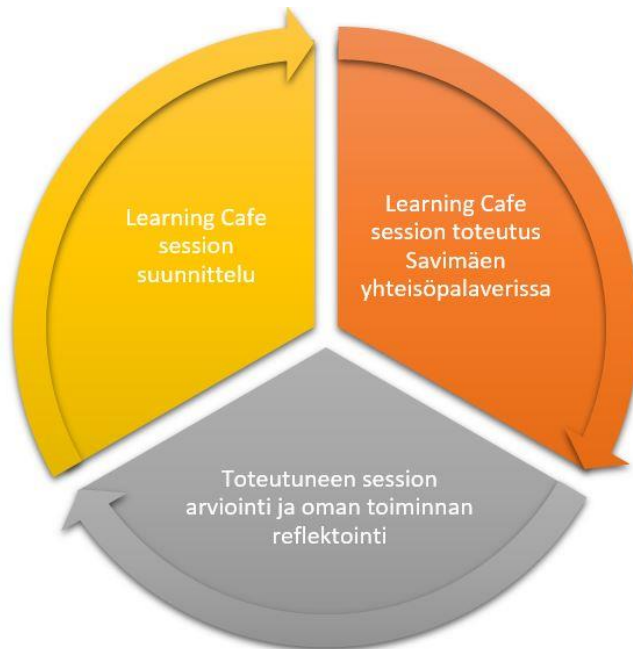 Learning Cafe
session
suunnittelu
Learning Cafe
session toteutus
Savimäen
yhteisöpalaverissa
Toteutuneen session
arviointi ja oman toiminnan
reflektointi